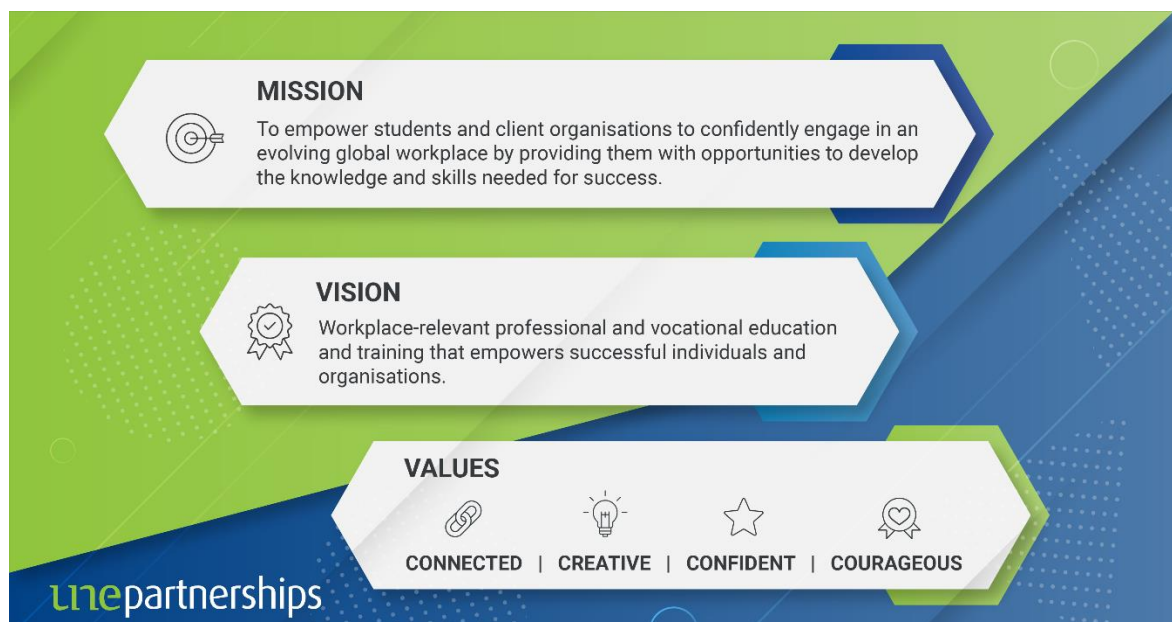 MISSION
To empower students and client organisations to confidently engage in an
evolving global workplace by providing them with opportunities to develop
the knowledge and skills needed for success.
VISION
Workplace-relevant professional and vocational education
and training that empowers successful individuals and
organisations.
VALUES
CONNECTED | CREATIVE | CONFIDENT | COURAGEOUS
unepartnerships